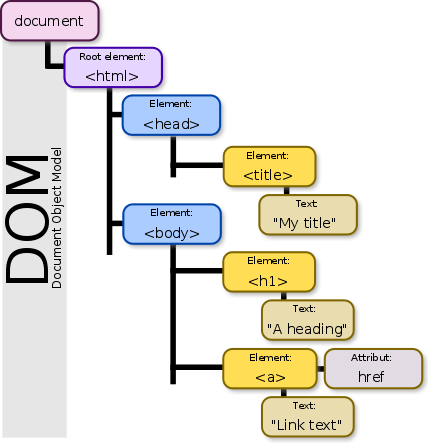 document
Root element:
<html>
Element:
<head>
Element:
<title>
Text:
"My title"
Element:
<body>
Element:
<h1>
Text:
"A heading"
Element:
<a>
Attribut:
href
Text:
"Link text"
DOM
Document Object Model